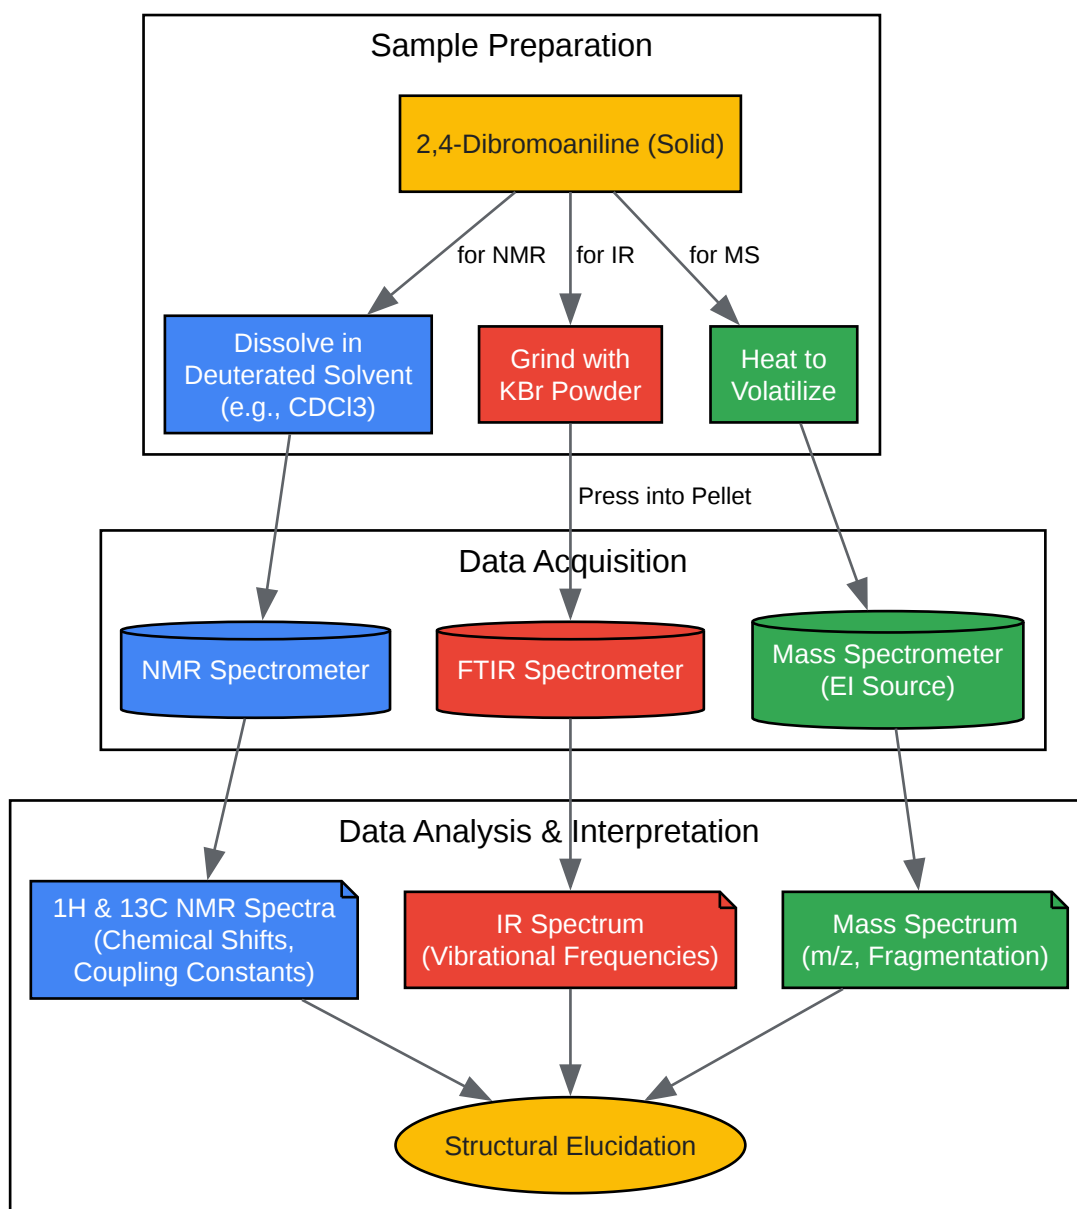 Sample Preparation
2,4-Dibromoaniline (Solid)
for NMR
for IR
for MS
Dissolve in
Deuterated Solvent
(e.g., CDCl3)
Grind with
KBr Powder
Heat to
Volatilize
Press into Pellet
Data Acquisition
NMR Spectrometer
FTIR Spectrometer
Mass Spectrometer
(EI Source)
Data Analysis & Interpretation
1H & 13C NMR Spectra
(Chemical Shifts,
Coupling Constants)
IR Spectrum
(Vibrational Frequencies)
Mass Spectrum
(m/z, Fragmentation)
Structural Elucidation